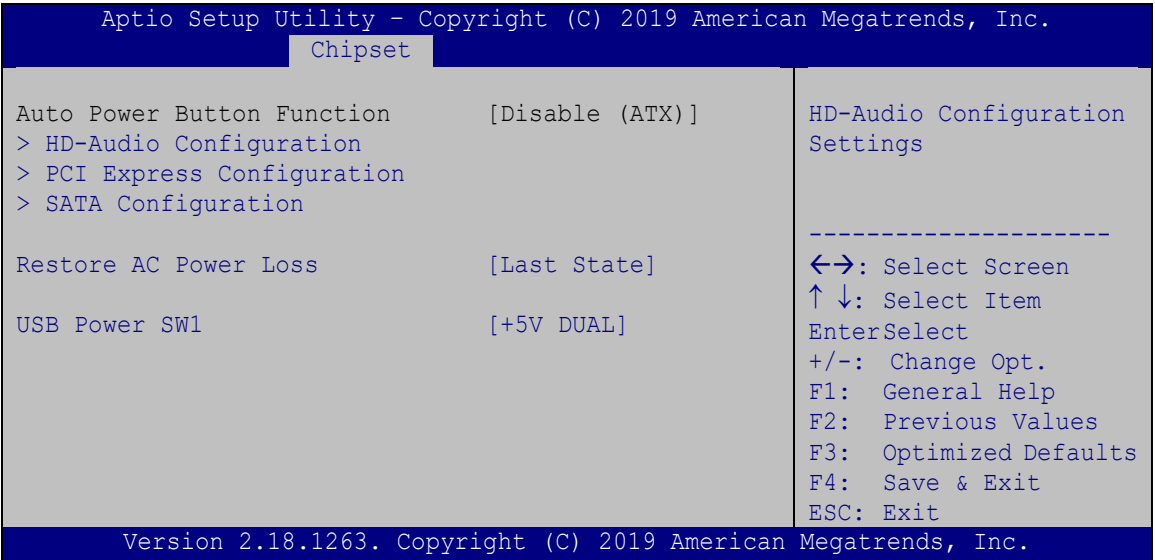 Aptio Setup Utility – Copyright (C) 2019 American Megatrends, Inc.
Chipset
Auto Power Button Function [Disable (ATX)]
> HD-Audio Configuration
> PCI Express Configuration
> SATA Configuration
Restore AC Power Loss [Last State]
USB Power SW1 [+5V DUAL]
HD-Audio Configuration
Settings
---------------------
←→: Select Screen
↑ ↓: Select Item
EnterSelect
+/-: Change Opt.
F1: General Help
F2: Previous Values
F3: Optimized Defaults
F4: Save & Exit
ESC: Exit
Version 2.18.1263. Copyright (C) 2019 American Megatrends, Inc.